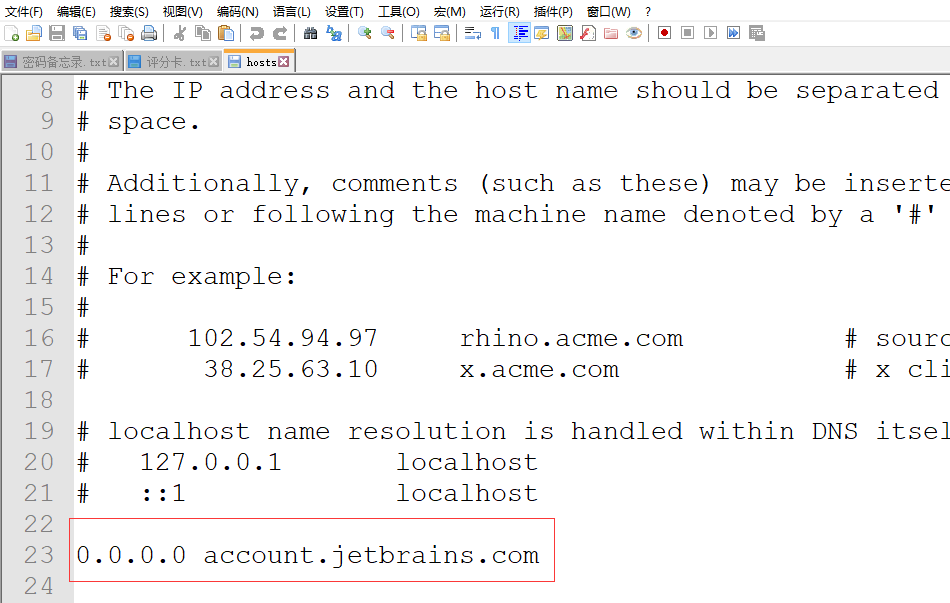 文件(F) 编辑(E) 搜索(S) 视图(V) 编码(N) 语言(L) 设置(T) 工具(O) 宏(M) 运行(R) 插件(P) 窗口(W) ?
密码备忘录.txt 评分卡.txt hosts
8 # The IP address and the host name should be separated
9 # space.
10 #
11 # Additionally, comments (such as these) may be inserte
12 # lines or following the machine name denoted by a '#'
13 #
14 # For example:
15 #
16 # 102.54.94.97 rhino.acme.com # sourc
17 # 38.25.63.10 x.acme.com # x cli
18
19 # localhost name resolution is handled within DNS itsel
20 # 127.0.0.1 localhost
21 # ::1 localhost
22
23 0.0.0.0 account.jetbrains.com
24